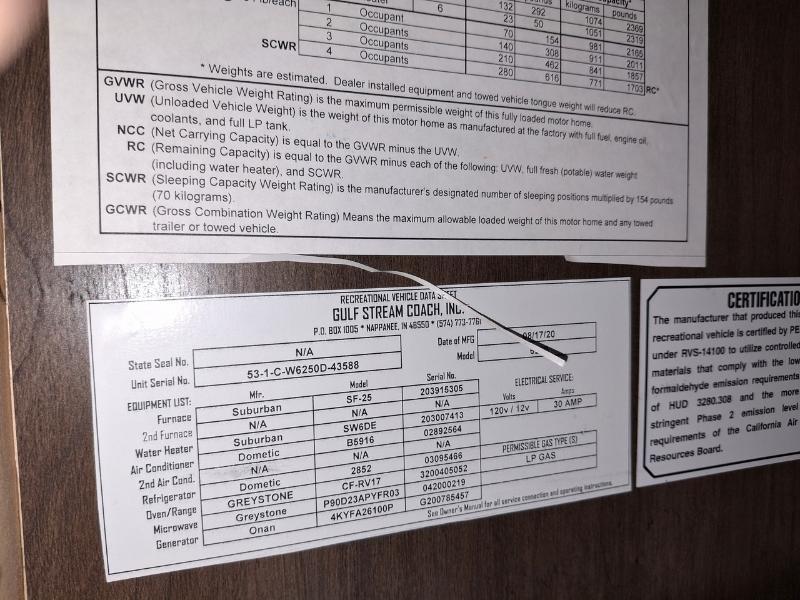 kilograms pounds
6 132 292 1074 2369
1 Occupant 23 50 1051 2319
2 Occupants 70 154 981 2165
3 Occupants 140 308 911 2011
SCWR 4 Occupants 210 462 841 1857
280 616 771 1703 RC*
* Weights are estimated. Dealer installed equipment and towed vehicle tongue weight will reduce RC.
GVWR (Gross Vehicle Weight Rating) is the maximum permissible weight of this fully loaded motor home.
UVW (Unloaded Vehicle Weight) is the weight of this motor home as manufactured at the factory with full fuel, engine oil,
coolants, and full LP tank.
NCC (Net Carrying Capacity) is equal to the GVWR minus the UVW.
RC (Remaining Capacity) is equal to the GVWR minus each of the following: UVW, full fresh (potable) water weight
(including water heater), and SCWR.
SCWR (Sleeping Capacity Weight Rating) is the manufacturer's designated number of sleeping positions multiplied by 154 pounds
(70 kilograms).
GCWR (Gross Combination Weight Rating) Means the maximum allowable loaded weight of this motor home and any towed
trailer or towed vehicle.
RECREATIONAL VEHICLE DATA SHEET
GULF STREAM COACH, INC.
P.O. BOX 1005 * NAPPANEE, IN 46550 * (574) 773-7761
State Seal No. N/A Date of MFG 08/17/20
Unit Serial No. 53-1-C-W6250D-43588 Model
EQUIPMENT LIST: Mfr. Model Serial No. ELECTRICAL SERVICE:
Furnace Suburban SF-25 203915305 Volts Amps
2nd Furnace N/A N/A N/A 120v / 12v 30 AMP
Water Heater Suburban SW6DE 203007413
Air Conditioner Dometic B5916 02892564
2nd Air Cond. N/A N/A N/A PERMISSIBLE GAS TYPE (S)
Refrigerator Dometic 2852 03095466 LP GAS
Oven/Range GREYSTONE CF-RV17 3200405052
Microwave Greystone P90D23APYFR03 042000219
Generator Onan 4KYFA26100P G200785457
See Owner's Manual for all service connection and operating instructions.
CERTIFICATIO
The manufacturer that produced this
recreational vehicle is certified by PE
under RVS-14100 to utilize controlled
materials that comply with the low
formaldehyde emission requirements
of HUD 3280.308 and the more
stringent Phase 2 emission level
requirements of the California Air
Resources Board.